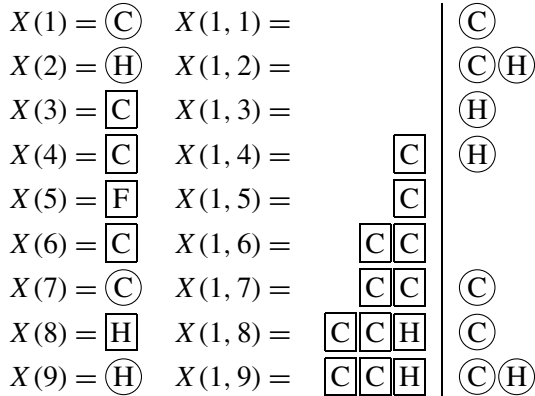 X(1) = C X(1, 1) = C
X(2) = H X(1, 2) = C H
X(3) = C X(1, 3) = H
X(4) = C X(1, 4) = C H
X(5) = F X(1, 5) = C
X(6) = C X(1, 6) = C C
X(7) = C X(1, 7) = C C C
X(8) = H X(1, 8) = C C H C
X(9) = H X(1, 9) = C C H C H